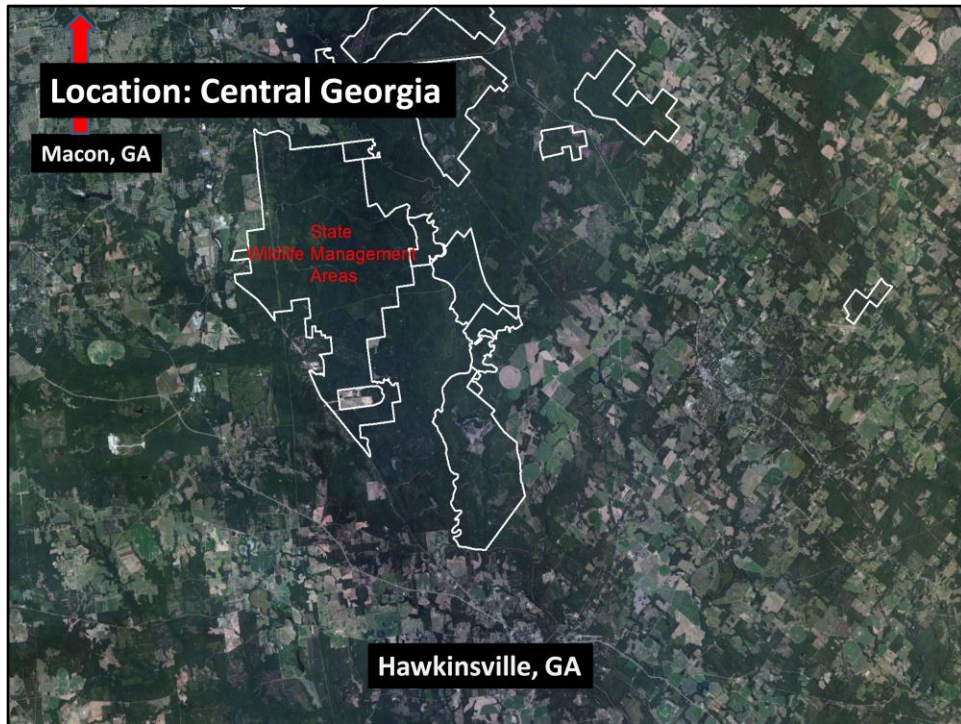 Location: Central Georgia
Macon, GA
State
Wildlife Management
Areas
Hawkinsville, GA